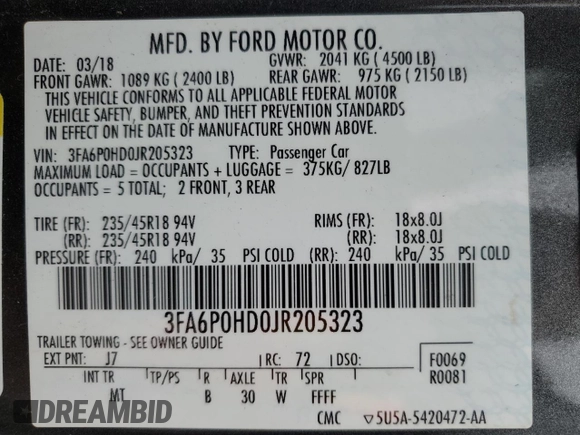 MFD. BY FORD MOTOR CO.
DATE: 03/18 GVWR: 2041 KG ( 4500 LB)
FRONT GAWR: 1089 KG ( 2400 LB) REAR GAWR: 975 KG ( 2150 LB)
THIS VEHICLE CONFORMS TO ALL APPLICABLE FEDERAL MOTOR
VEHICLE SAFETY, BUMPER, AND THEFT PREVENTION STANDARDS
IN EFFECT ON THE DATE OF MANUFACTURE SHOWN ABOVE.
VIN: 3FA6P0HD0JR205323 TYPE: Passenger Car
MAXIMUM LOAD = OCCUPANTS + LUGGAGE = 375KG/ 827LB
OCCUPANTS = 5 TOTAL; 2 FRONT, 3 REAR
TIRE (FR): 235/45R18 94V RIMS (FR): 18x8.0J
(RR): 235/45R18 94V (RR): 18x8.0J
PRESSURE (FR): 240 kPa/ 35 PSI COLD (RR): 240 kPa/ 35 PSI COLD
3FA6P0HD0JR205323
TRAILER TOWING - SEE OWNER GUIDE
EXT PNT: J7 RC: 72 DSO: F0069
INT TR TP/PS R AXLE TR SPR R0081
MT B 30 W FFFF
CMC ▽5U5A-5420472-AA
DREAMBID